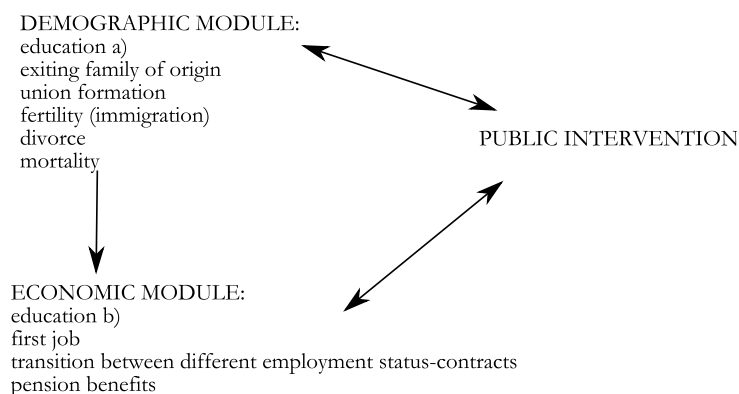 DEMOGRAPHIC MODULE:
education a)
exiting family of origin
union formation
fertility (immigration)
divorce
mortality
PUBLIC INTERVENTION
ECONOMIC MODULE:
education b)
first job
transition between different employment status-contracts
pension benefits